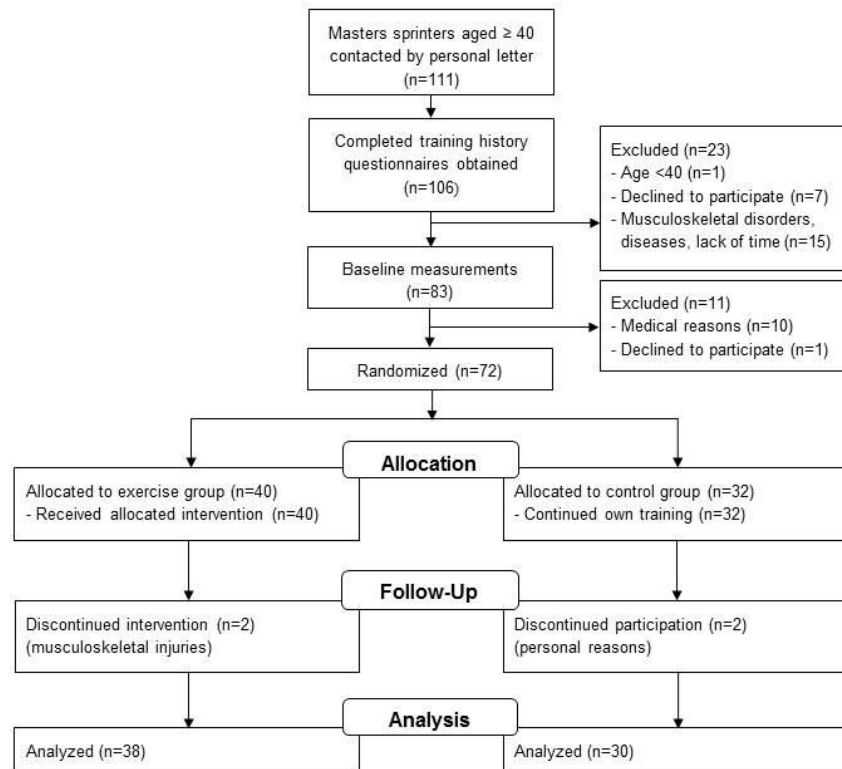 Masters sprinters aged ≥ 40
contacted by personal letter
(n=111)
Completed training history
questionnaires obtained
(n=106)
Excluded (n=23)
- Age <40 (n=1)
- Declined to participate (n=7)
- Musculoskeletal disorders,
diseases, lack of time (n=15)
Baseline measurements
(n=83)
Excluded (n=11)
- Medical reasons (n=10)
- Declined to participate (n=1)
Randomized (n=72)
Allocation
Allocated to exercise group (n=40)
- Received allocated intervention (n=40)
Allocated to control group (n=32)
- Continued own training (n=32)
Follow-Up
Discontinued intervention (n=2)
(musculoskeletal injuries)
Discontinued participation (n=2)
(personal reasons)
Analysis
Analyzed (n=38)
Analyzed (n=30)